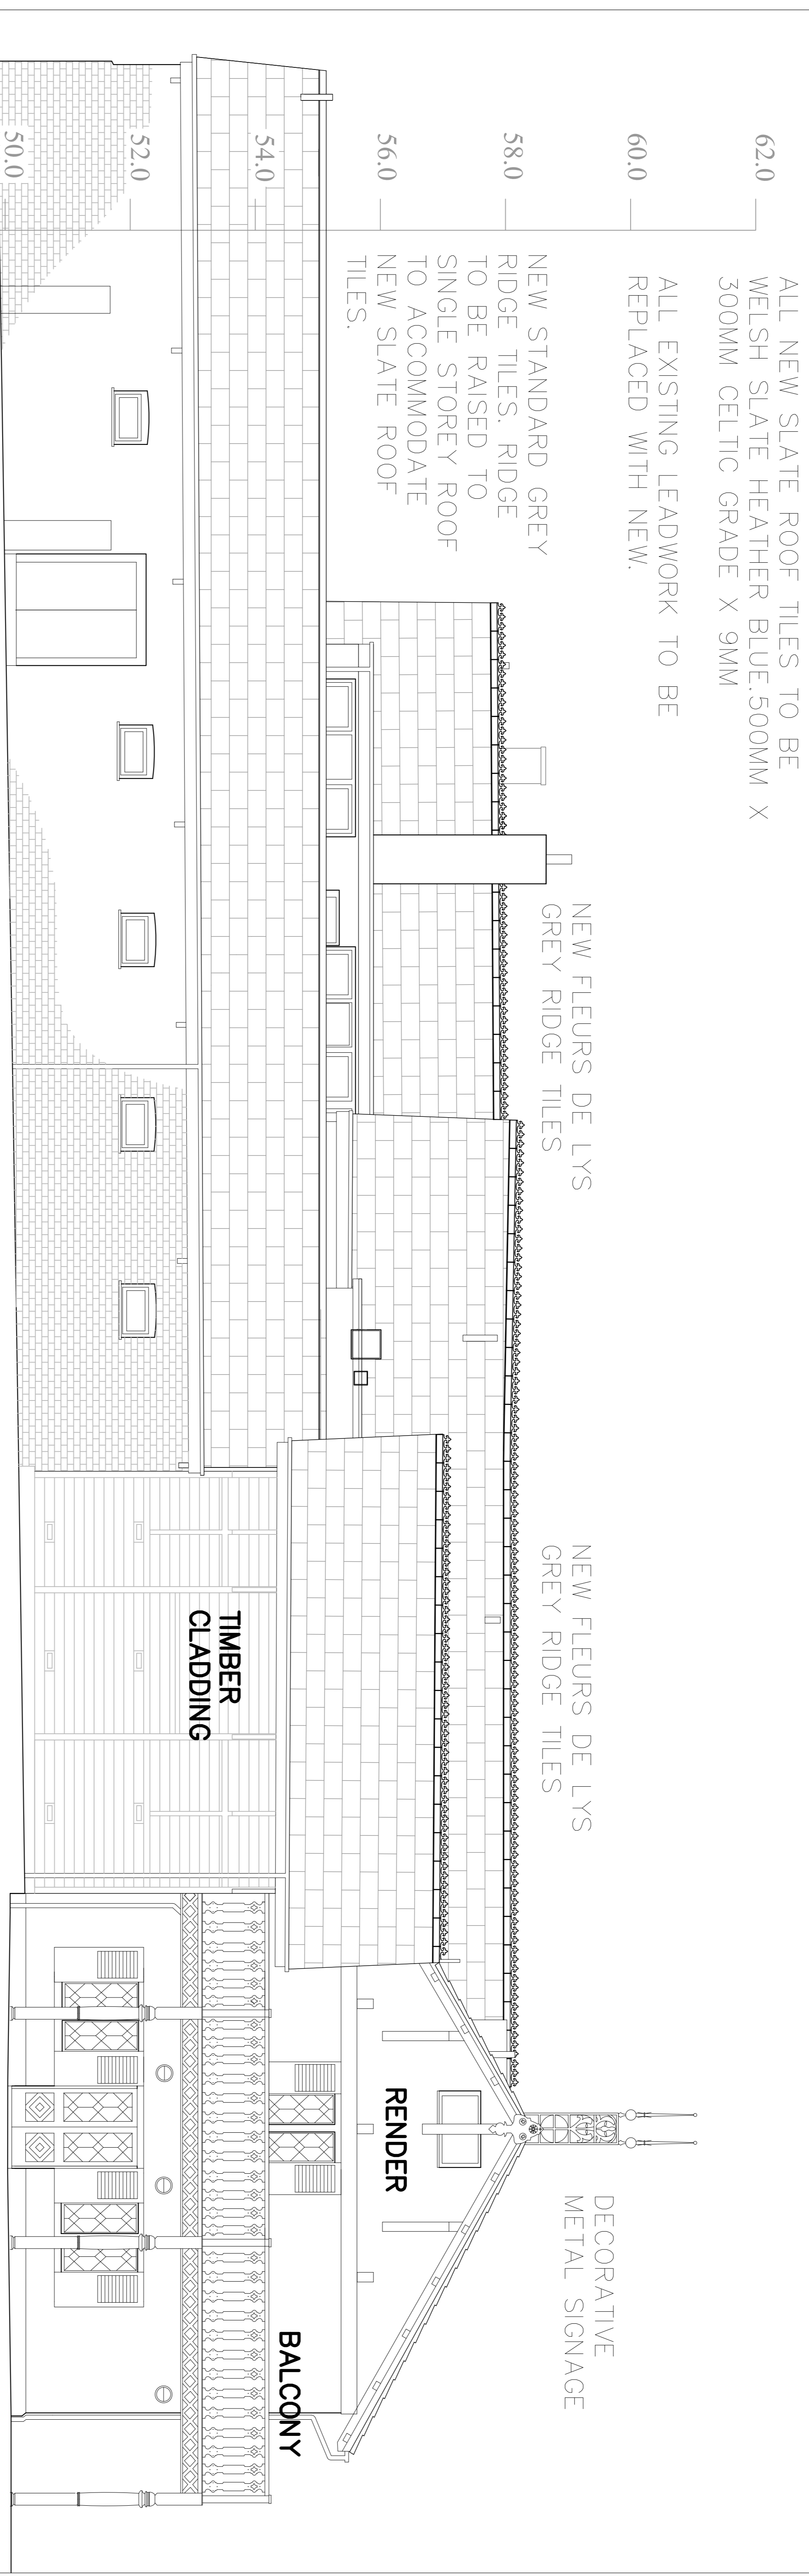 ALL NEW SLATE ROOF TILES TO BE
WELSH SLATE HEATHER BLUE.500MM X
300MM CELTIC GRADE X 9MM
ALL EXISTING LEADWORK TO BE
REPLACED WITH NEW.
NEW STANDARD GREY
RIDGE TILES. RIDGE
TO BE RAISED TO
SINGLE STOREY ROOF
TO ACCOMMODATE
NEW SLATE ROOF
TILES.
62.0
60.0
58.0
56.0
54.0
52.0
50.0
NEW FLEURS DE LYS
GREY RIDGE TILES
NEW FLEURS DE LYS
GREY RIDGE TILES
DECORATIVE
METAL SIGNAGE
TIMBER
CLADDING
RENDER
BALCONY